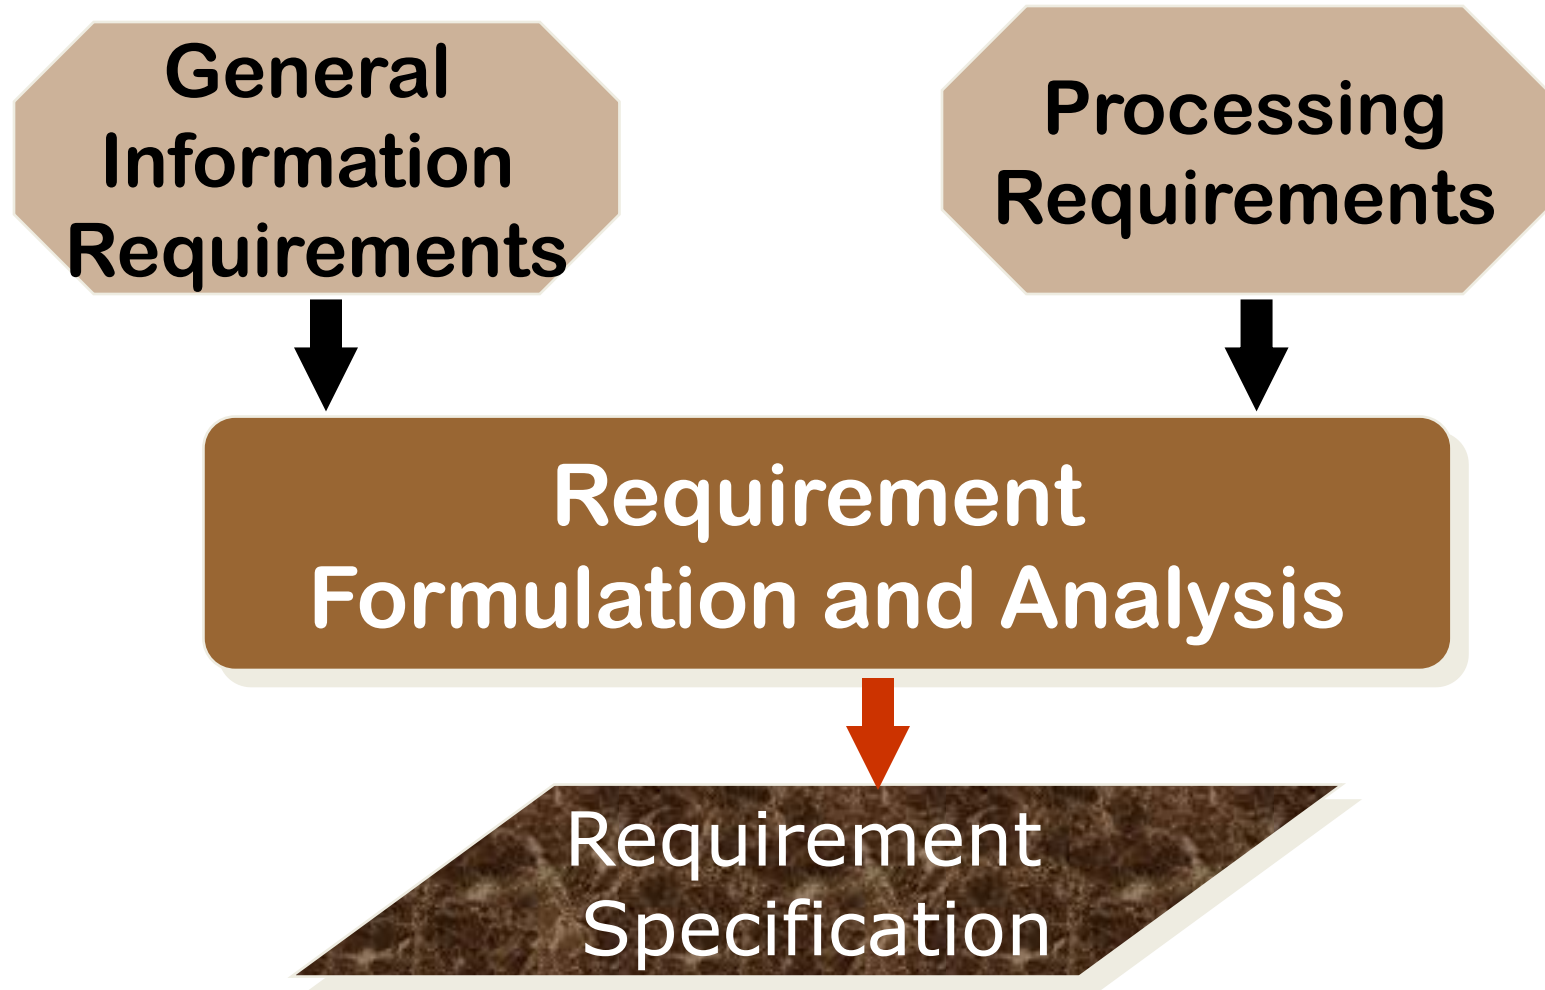 General
Information
Requirements
Processing
Requirements
Requirement
Formulation and Analysis
Requirement
Specification